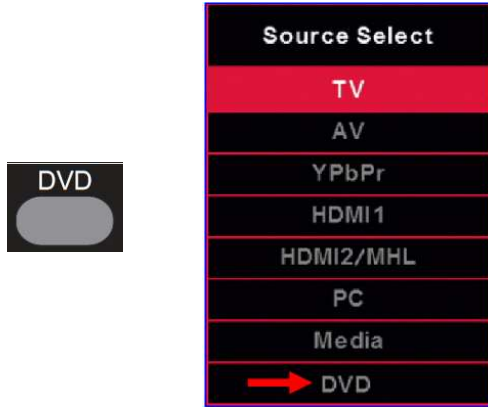 DVD
Source Select
TV
AV
YPbPr
HDMI1
HDMI2/MHL
PC
Media
DVD